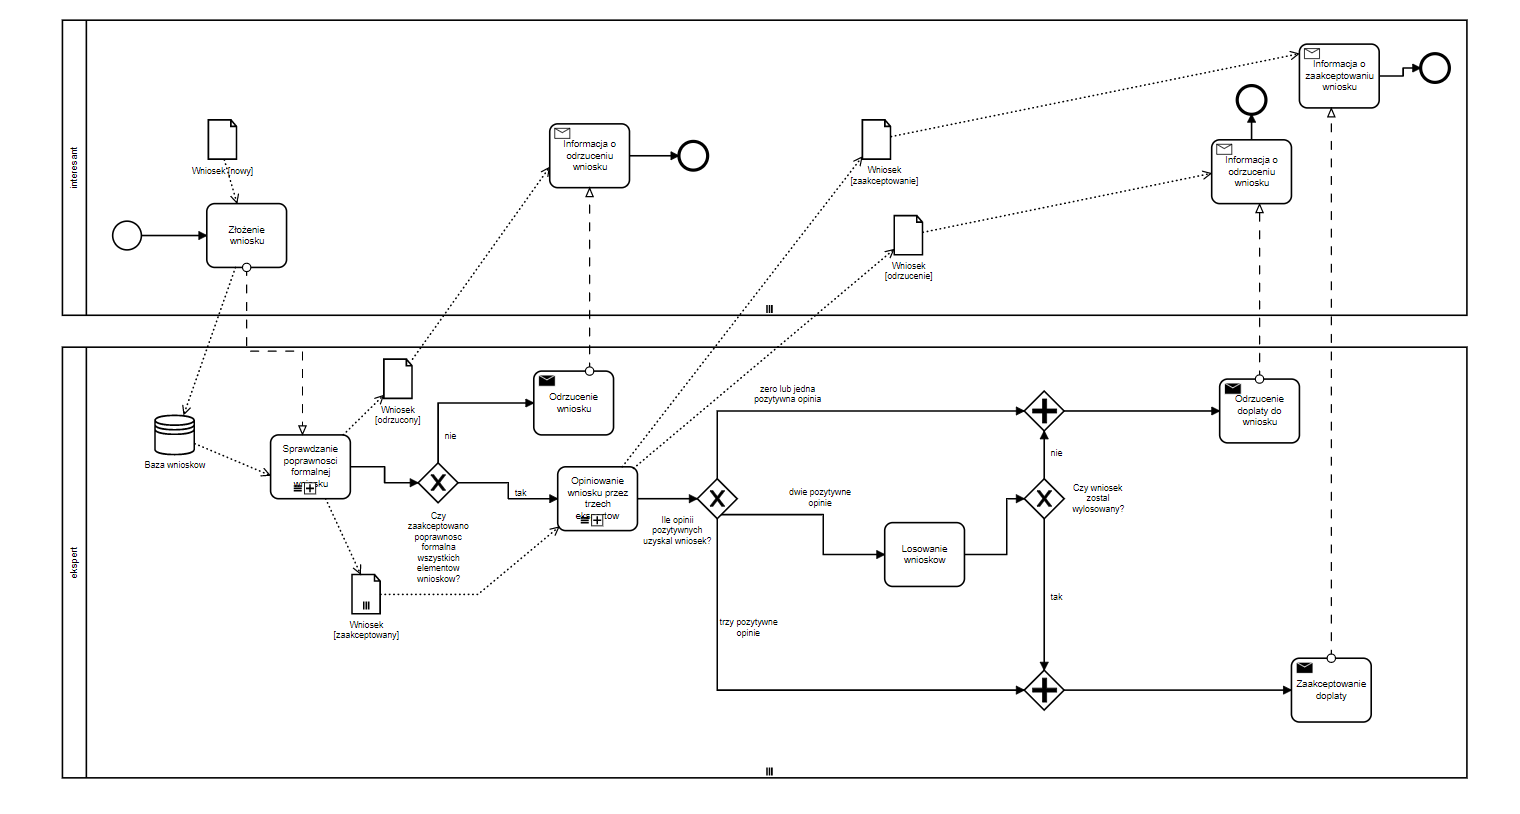 interesant
Wniosek [nowy]
Złożenie
wniosku
Informacja o
odrzuceniu
wniosku
Wniosek
[zaakceptowanie]
Wniosek
[odrzucenie]
Informacja o
zaakceptowaniu
wniosku
Informacja o
odrzuceniu
wniosku
ekspert
Baza wnioskow
Sprawdzanie
poprawnosci
formalnej
wniosku
Wniosek
[odrzucony]
Wniosek
[zaakceptowany]
nie
tak
Czy
zaakceptowano
poprawnosc
formalna
wszystkich
elementow
wnioskow?
Odrzucenie
wniosku
Opiniowanie
wniosku przez
trzech
ekspertow
Ile opinii
pozytywnych
uzyskal wniosek?
zero lub jedna
pozytywna opinia
dwie pozytywne
opinie
trzy pozytywne
opinie
Losowanie
wnioskow
nie
Czy wniosek
zostal
wylosowany?
tak
Odrzucenie
doplaty do
wniosku
Zaakceptowanie
doplaty